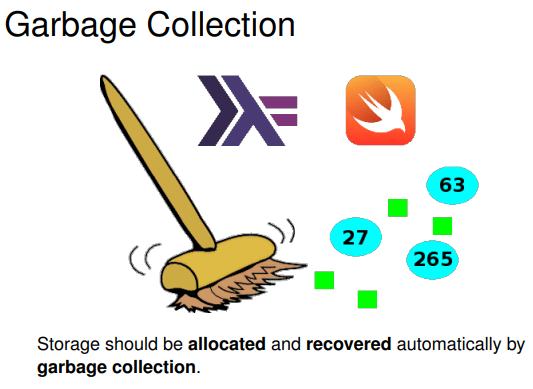 Garbage Collection
63
27
265
Storage should be allocated and recovered automatically by
garbage collection.